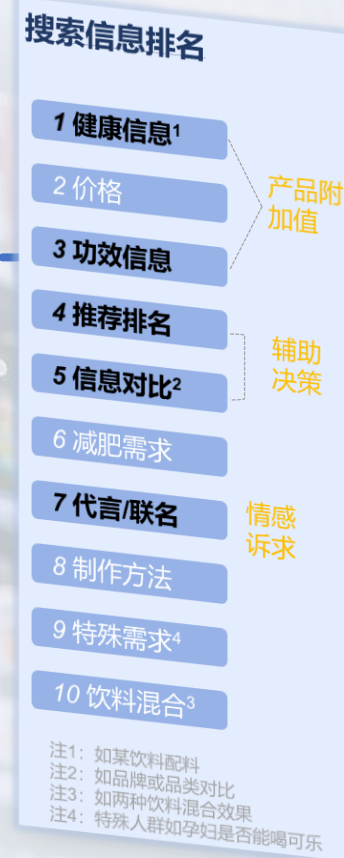 搜索信息排名
1 健康信息1
2 价格
3 功效信息
产品附
加值
4 推荐排名
5 信息对比2
辅助
决策
6 减肥需求
7 代言/联名
情感
诉求
8 制作方法
9 特殊需求4
10 饮料混合3
注1：如某饮料配料
注2：如品牌或品类对比
注3：如两种饮料混合效果
注4：特殊人群如孕妇是否能喝可乐